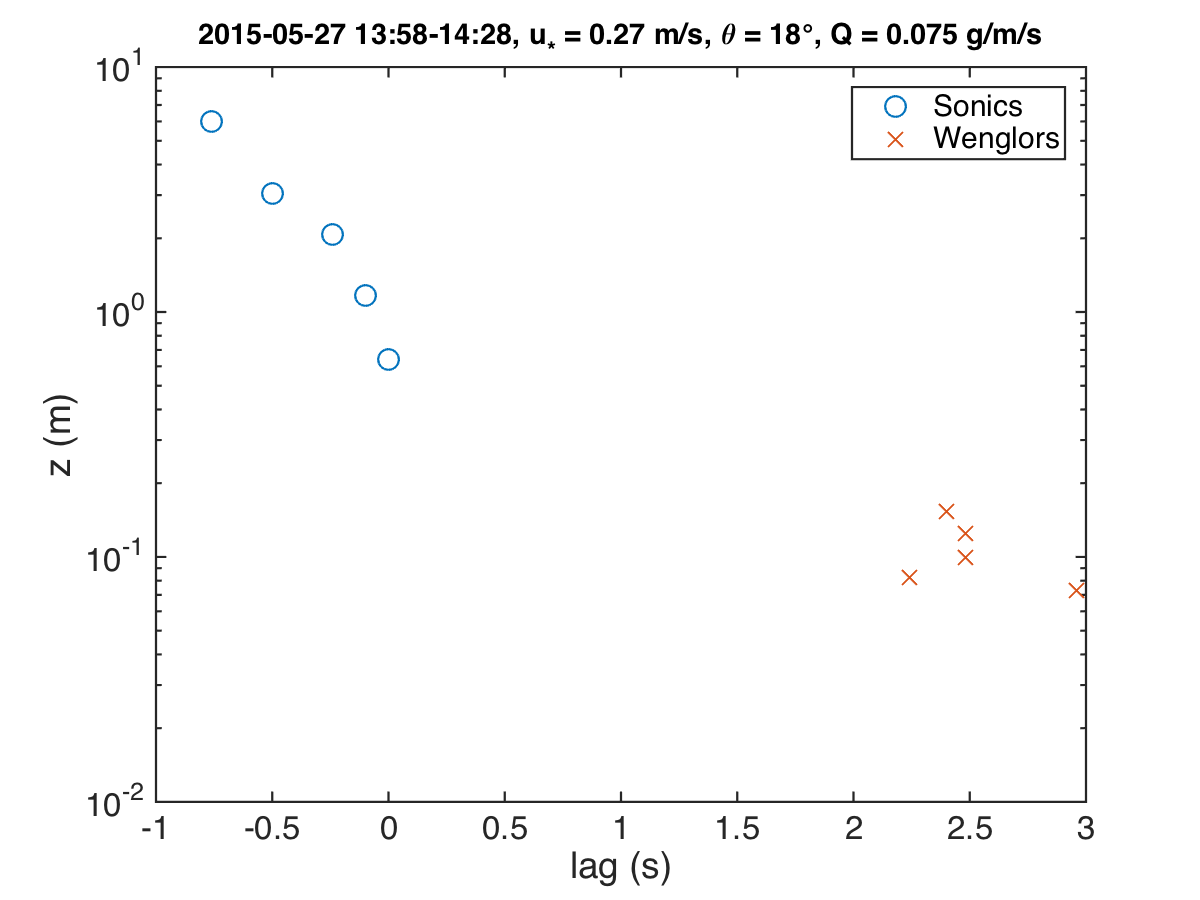 2015-05-27 13:58-14:28, u* = 0.27 m/s, θ = 18°, Q = 0.075 g/m/s
Sonics
Wenglors
10^1
10^0
10^-1
10^-2
z (m)
-1 -0.5 0 0.5 1 1.5 2 2.5 3
lag (s)